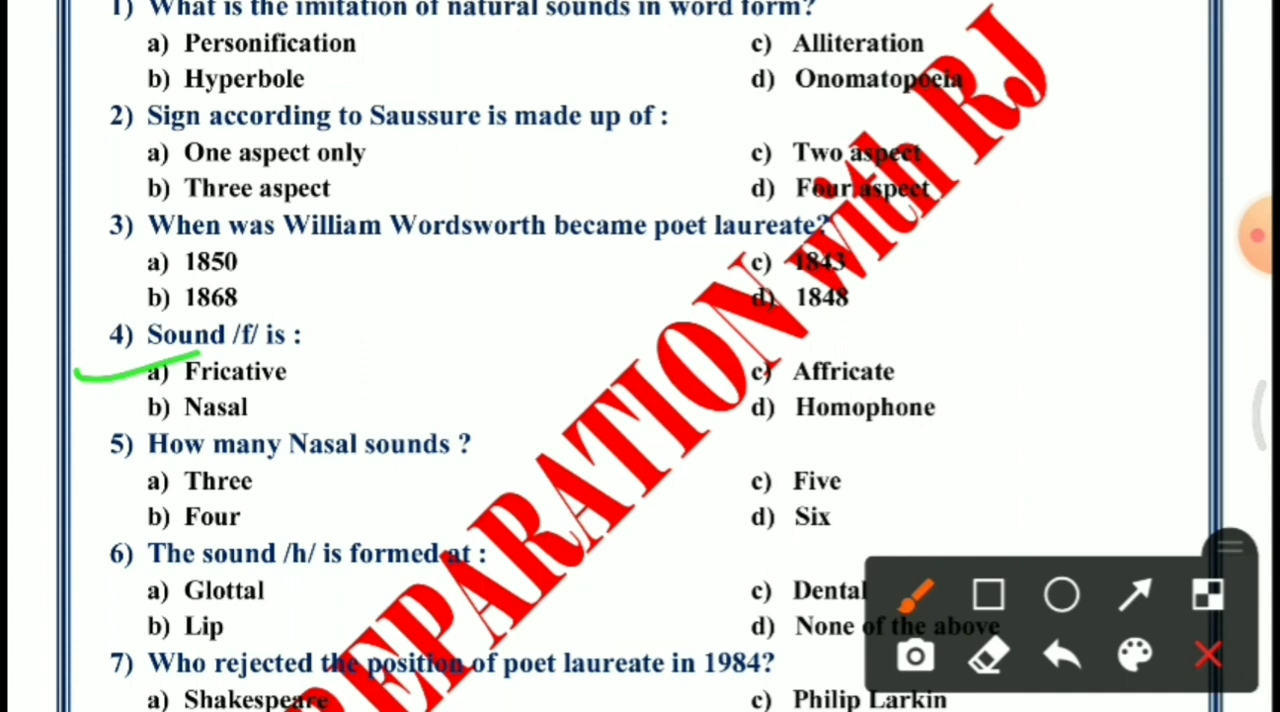 1) What is the imitation of natural sounds in word form?
a) Personification c) Alliteration
b) Hyperbole d) Onomatopoeia
2) Sign according to Saussure is made up of :
a) One aspect only c) Two aspect
b) Three aspect d) Four aspect
3) When was William Wordsworth became poet laureate?
a) 1850 c) 1843
b) 1868 d) 1848
4) Sound /f/ is :
a) Fricative c) Affricate
b) Nasal d) Homophone
5) How many Nasal sounds ?
a) Three c) Five
b) Four d) Six
6) The sound /h/ is formed at :
a) Glottal c) Dental
b) Lip d) None of the above
7) Who rejected the position of poet laureate in 1984?
a) Shakespeare c) Philip Larkin
with RJ